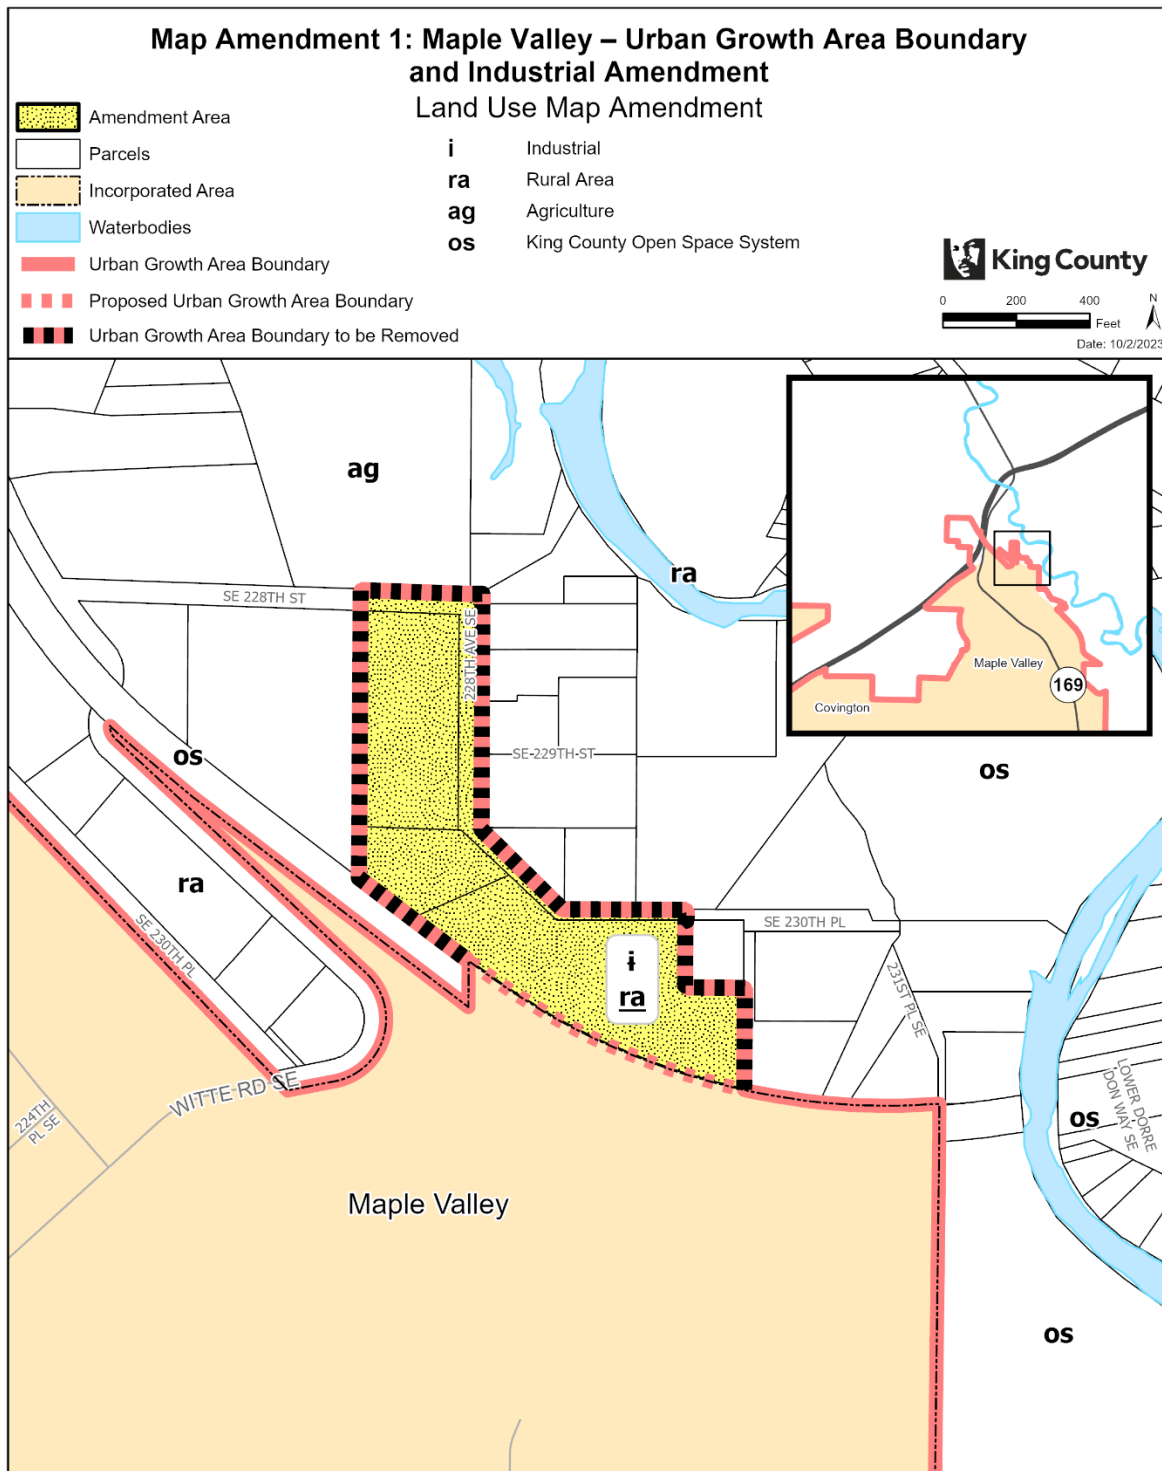 Map Amendment 1: Maple Valley – Urban Growth Area Boundary
and Industrial Amendment
Land Use Map Amendment
Amendment Area
Parcels
Incorporated Area
Waterbodies
Urban Growth Area Boundary
Proposed Urban Growth Area Boundary
Urban Growth Area Boundary to be Removed
i Industrial
ra Rural Area
ag Agriculture
os King County Open Space System
King County
0 200 400
Feet
N
Date: 10/2/2023
Maple Valley
169
Covington
ag
ra
SE 228TH ST
228TH AVE SE
SE 229TH ST
os
os
ra
SE 230TH PL
SE 230TH PL
i
ra
231ST PL SE
WITTE RD SE
224TH
PL SE
LOWER DORRE
DON WAY SE
os
Maple Valley
os